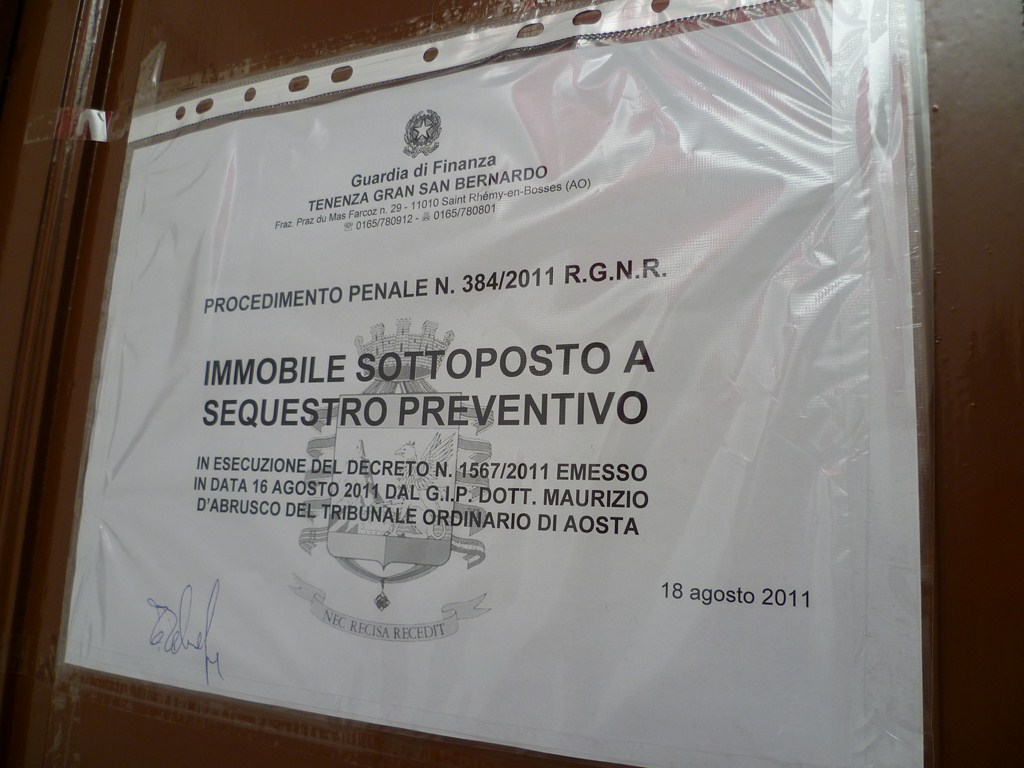 Guardia di Finanza
TENENZA GRAN SAN BERNARDO
Fraz. Praz du Mas Farcoz n. 29 - 11010 Saint Rhémy-en-Bosses (AO)
☏ 0165/780912 - 0165/780801
PROCEDIMENTO PENALE N. 384/2011 R.G.N.R.
IMMOBILE SOTTOPOSTO A
SEQUESTRO PREVENTIVO
IN ESECUZIONE DEL DECRETO N. 1567/2011 EMESSO
IN DATA 16 AGOSTO 2011 DAL G.I.P. DOTT. MAURIZIO
D'ABRUSCO DEL TRIBUNALE ORDINARIO DI AOSTA
18 agosto 2011
NEC RECISA RECEDIT